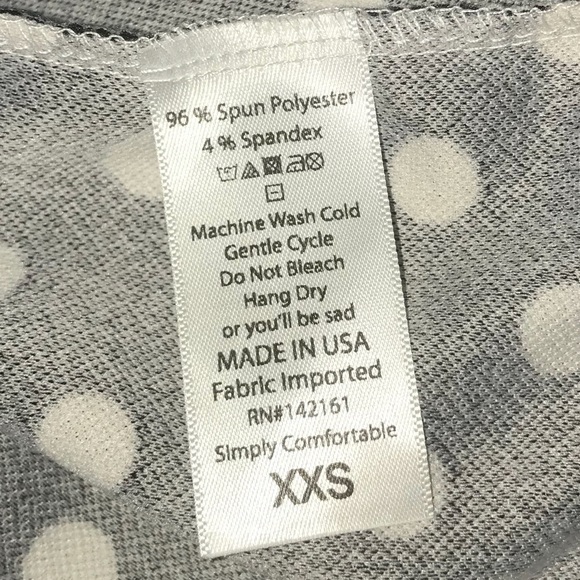 96 % Spun Polyester
4 % Spandex
Machine Wash Cold
Gentle Cycle
Do Not Bleach
Hang Dry
or you'll be sad
MADE IN USA
Fabric Imported
RN#142161
Simply Comfortable
XXS